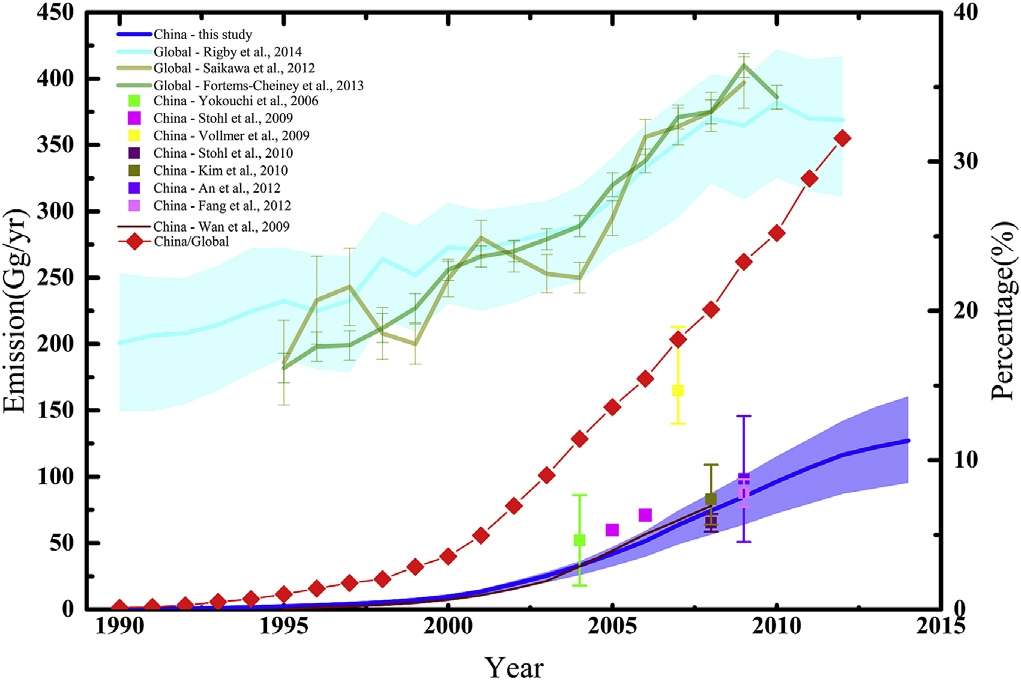 450
400
350
300
250
200
150
100
50
0
Emission(Gg/yr)
China - this study
Global - Rigby et al., 2014
Global - Saikawa et al., 2012
Global - Fortems-Cheiney et al., 2013
China - Yokouchi et al., 2006
China - Stohl et al., 2009
China - Vollmer et al., 2009
China - Stohl et al., 2010
China - Kim et al., 2010
China - An et al., 2012
China - Fang et al., 2012
China - Wan et al., 2009
China/Global
40
30
20
10
0
Percentage(%)
1990 1995 2000 2005 2010 2015
Year